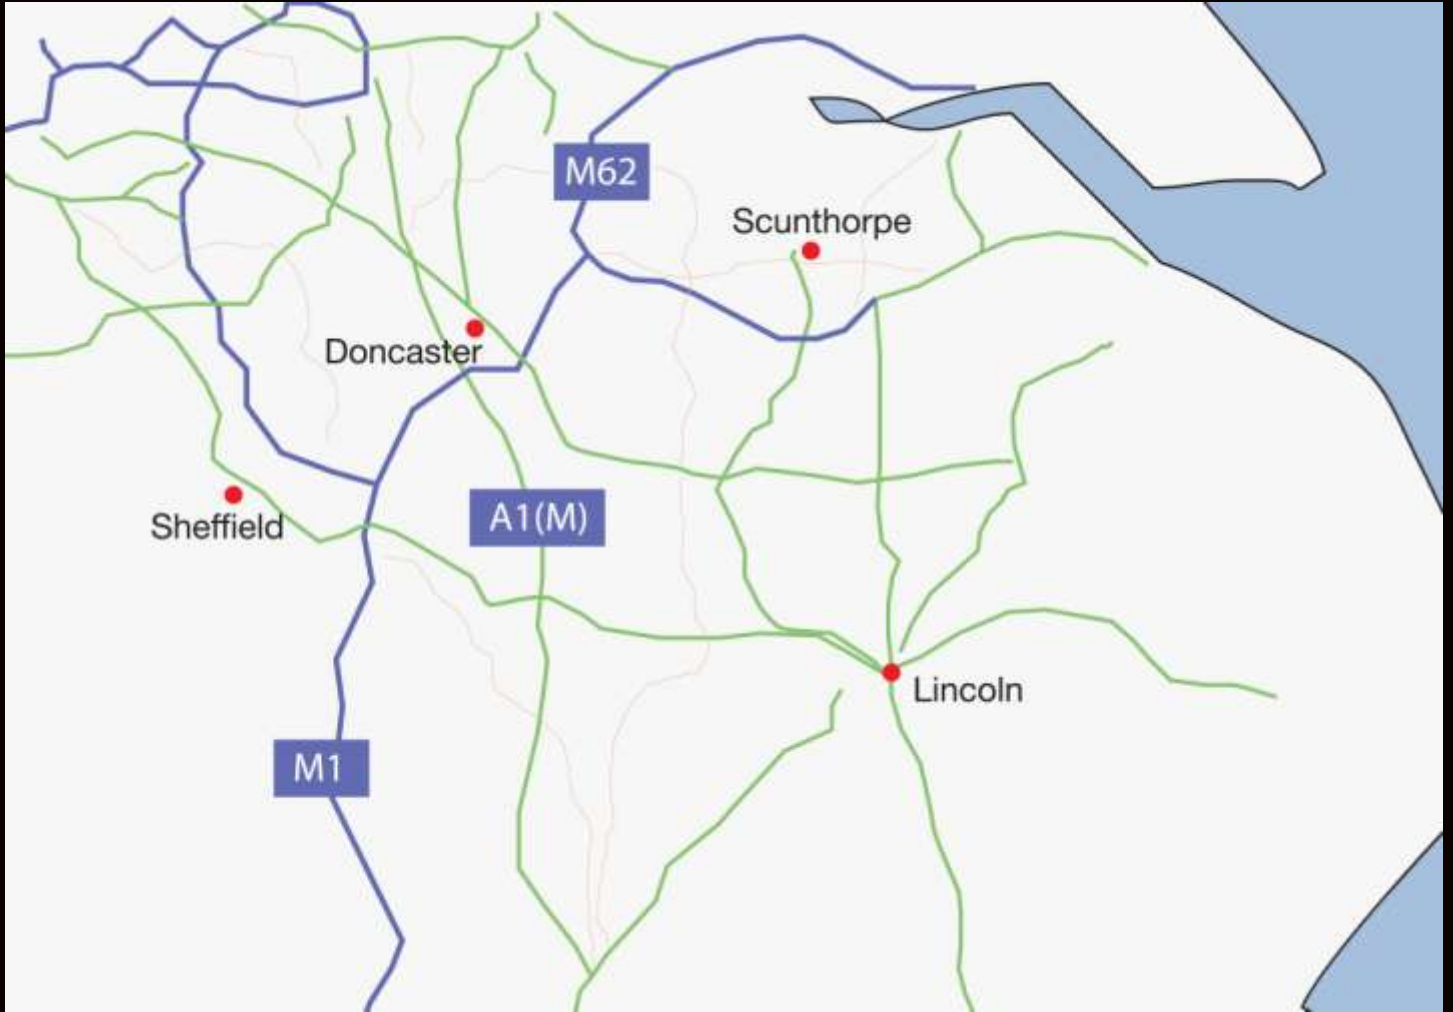 M62
Scunthorpe
Doncaster
Sheffield
A1(M)
Lincoln
M1